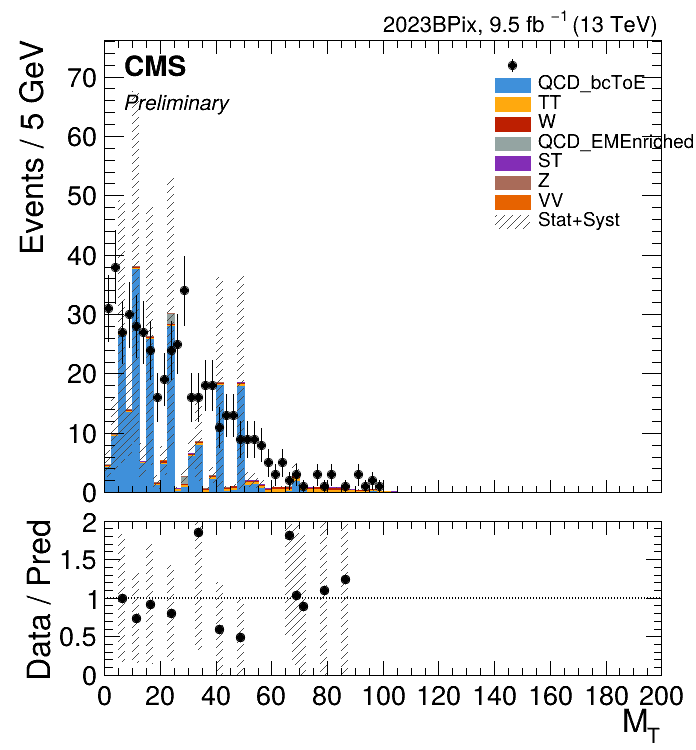 2023BPix, 9.5 fb⁻¹ (13 TeV)
Events / 5 GeV
CMS
Preliminary
QCD_bcToE
TT
W
QCD_EMEnriched
ST
Z
VV
Stat+Syst
70
60
50
40
30
20
10
0
Data / Pred
2
1.5
1
0.5
0
0 20 40 60 80 100 120 140 160 180 200
M_T